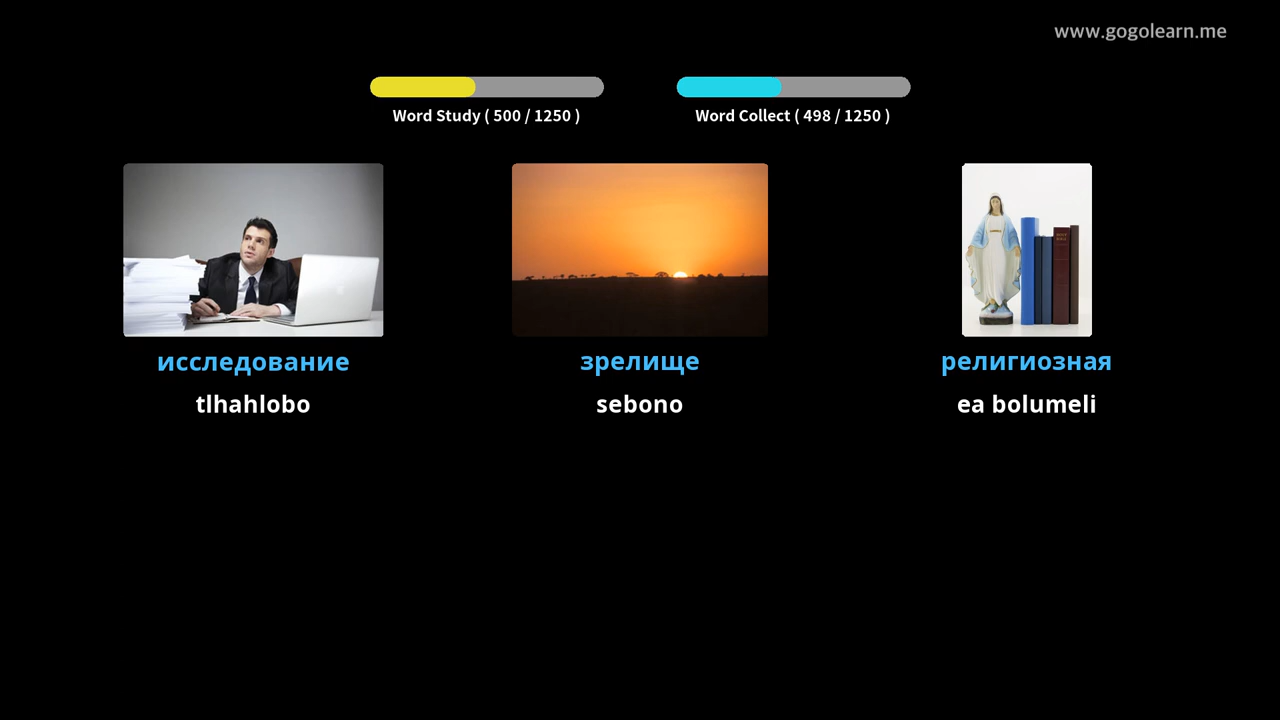 www.gogolearn.me
Word Study ( 500 / 1250 )
Word Collect ( 498 / 1250 )
исследование
зрелище
религиозная
tlhahlobo
sebono
ea bolumeli